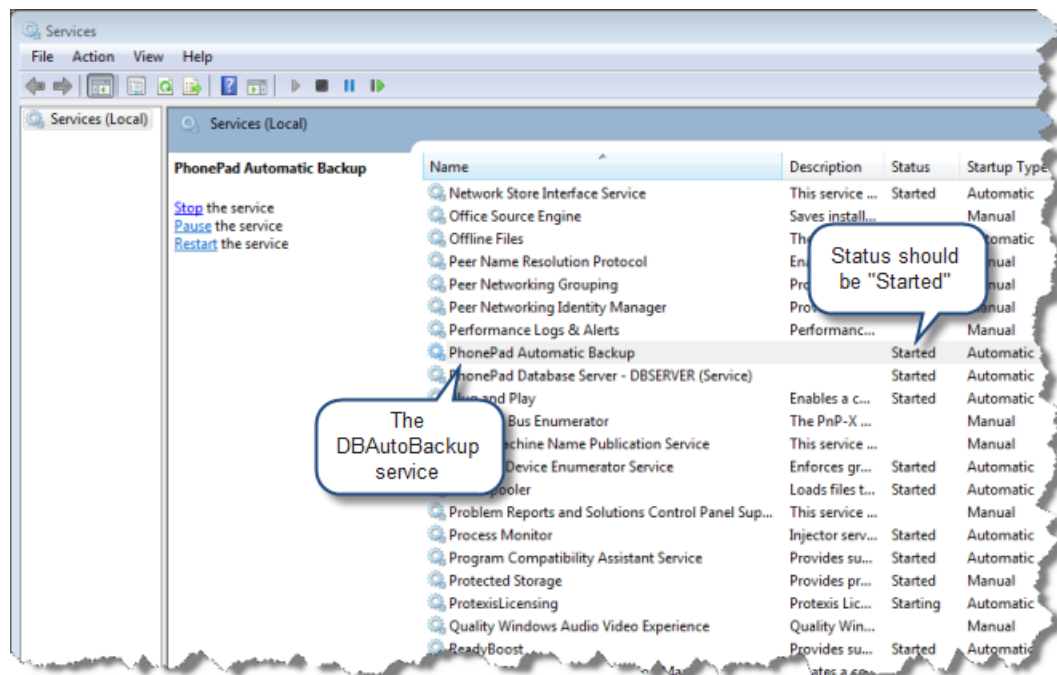 Services
File Action View Help
Services (Local)
Services (Local)
PhonePad Automatic Backup
Stop the service
Pause the service
Restart the service
Name Description Status Startup Type
Network Store Interface Service This service ... Started Automatic
Office Source Engine Saves install... Manual
Offline Files
Peer Name Resolution Protocol
Peer Networking Grouping
Peer Networking Identity Manager
Status should
be "Started"
Performance Logs & Alerts Performanc... Manual
PhonePad Automatic Backup Started Automatic
PhonePad Database Server - DBSERVER (Service) Started Automatic
and Play Enables a c... Started Automatic
Bus Enumerator The PnP-X ... Manual
Name Publication Service This service ... Manual
Device Enumerator Service Enforces gr... Started Automatic
Loads files t... Started Automatic
The
DBAutoBackup
service
Problem Reports and Solutions Control Panel Sup... This service ... Manual
Process Monitor Injector serv... Started Automatic
Program Compatibility Assistant Service Provides su... Started Automatic
Protected Storage Provides pr... Started Manual
ProtexisLicensing Protexis Lic... Starting Automatic
Quality Windows Audio Video Experience Quality Win... Manual
ReadyBoost Provides su... Started Automatic